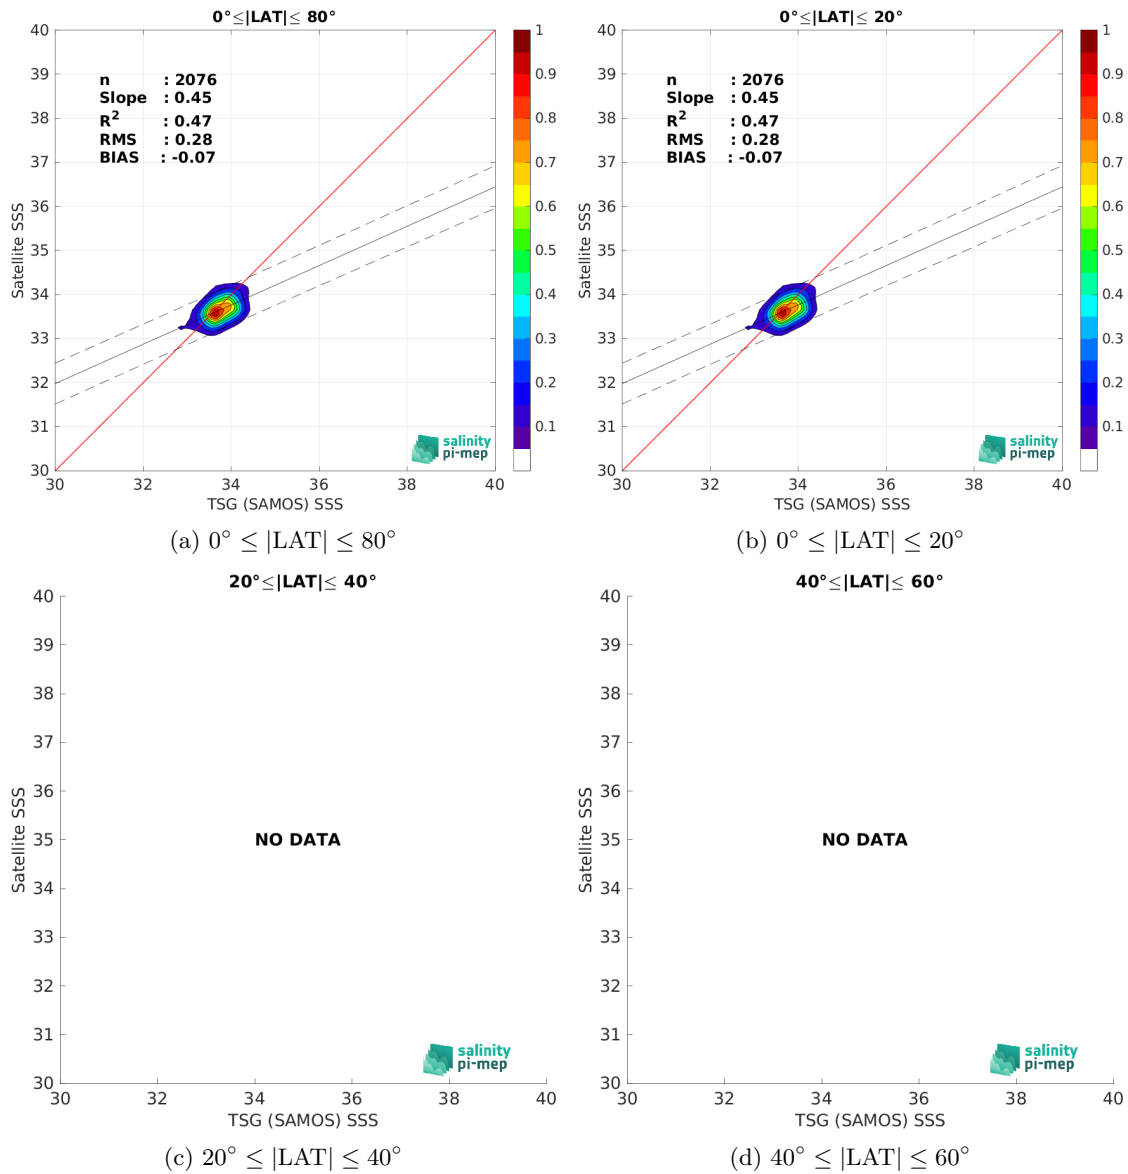 0°≤|LAT|≤ 80°
40
39
38
37
36
35
34
33
32
31
30
Satellite SSS
n : 2076
Slope : 0.45
R² : 0.47
RMS : 0.28
BIAS : -0.07
salinity
pi-mep
30 32 34 36 38 40
TSG (SAMOS) SSS
1
0.9
0.8
0.7
0.6
0.5
0.4
0.3
0.2
0.1
(a) 0° ≤ |LAT| ≤ 80°
0°≤|LAT|≤ 20°
40
39
38
37
36
35
34
33
32
31
30
Satellite SSS
n : 2076
Slope : 0.45
R² : 0.47
RMS : 0.28
BIAS : -0.07
salinity
pi-mep
30 32 34 36 38 40
TSG (SAMOS) SSS
1
0.9
0.8
0.7
0.6
0.5
0.4
0.3
0.2
0.1
(b) 0° ≤ |LAT| ≤ 20°
20°≤|LAT|≤ 40°
40
39
38
37
36
35
34
33
32
31
30
Satellite SSS
NO DATA
salinity
pi-mep
30 32 34 36 38 40
TSG (SAMOS) SSS
(c) 20° ≤ |LAT| ≤ 40°
40°≤|LAT|≤ 60°
40
39
38
37
36
35
34
33
32
31
30
Satellite SSS
NO DATA
salinity
pi-mep
30 32 34 36 38 40
TSG (SAMOS) SSS
(d) 40° ≤ |LAT| ≤ 60°